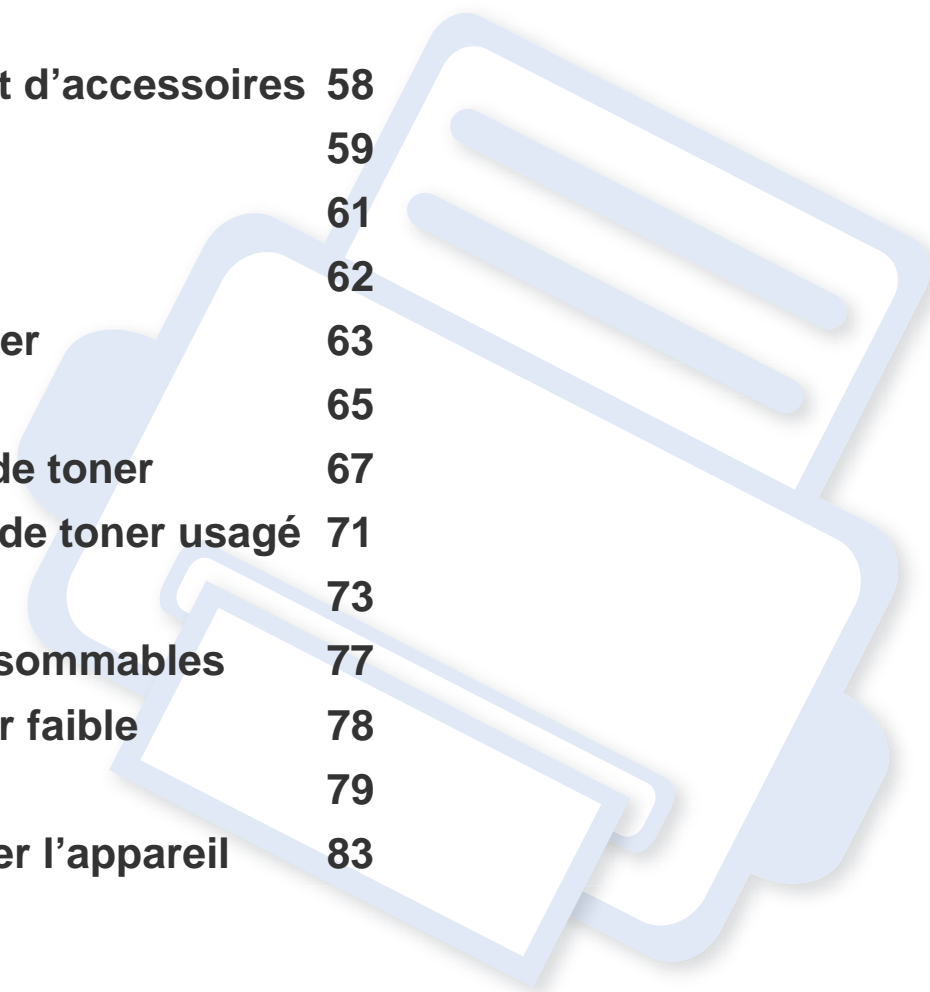 t d’accessoires 58
59
61
62
er 63
65
de toner 67
de toner usagé 71
73
sommables 77
r faible 78
79
er l’appareil 83